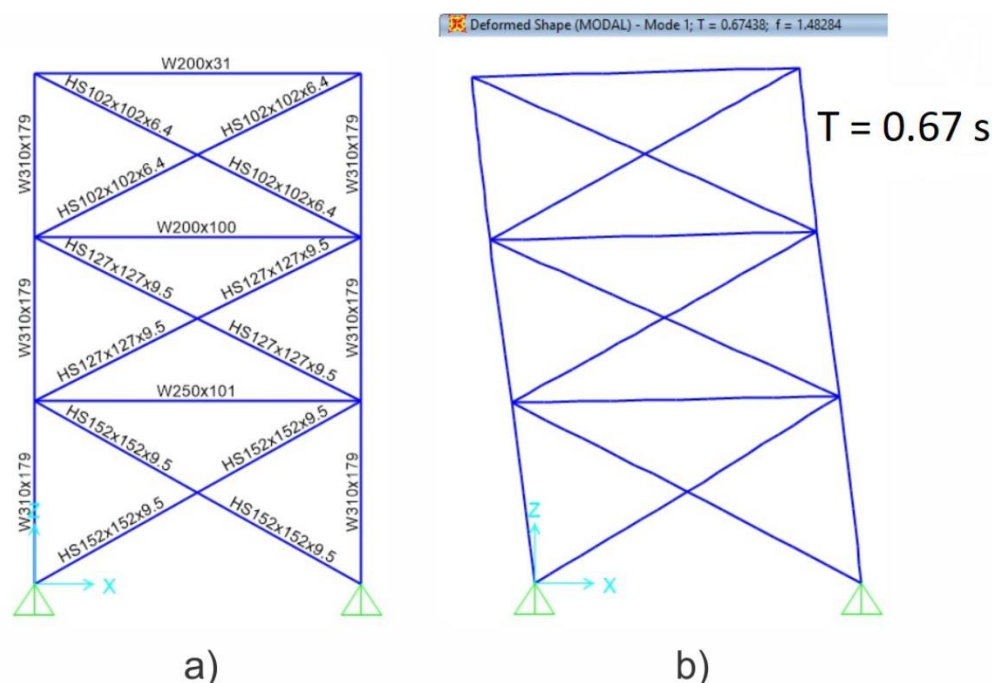 Deformed Shape (MODAL) - Mode 1; T = 0.67438; f = 1.48284
W200x31
HS102x102x6.4
HS102x102x6.4
W310x179
W310x179
T = 0.67 s
HS102x102x6.4
HS102x102x6.4
W200x100
HS127x127x9.5
HS127x127x9.5
W310x179
W310x179
HS127x127x9.5
HS127x127x9.5
W250x101
HS152x152x9.5
HS152x152x9.5
W310x179
W310x179
HS152x152x9.5
HS152x152x9.5
Z
X
Z
X
a)
b)